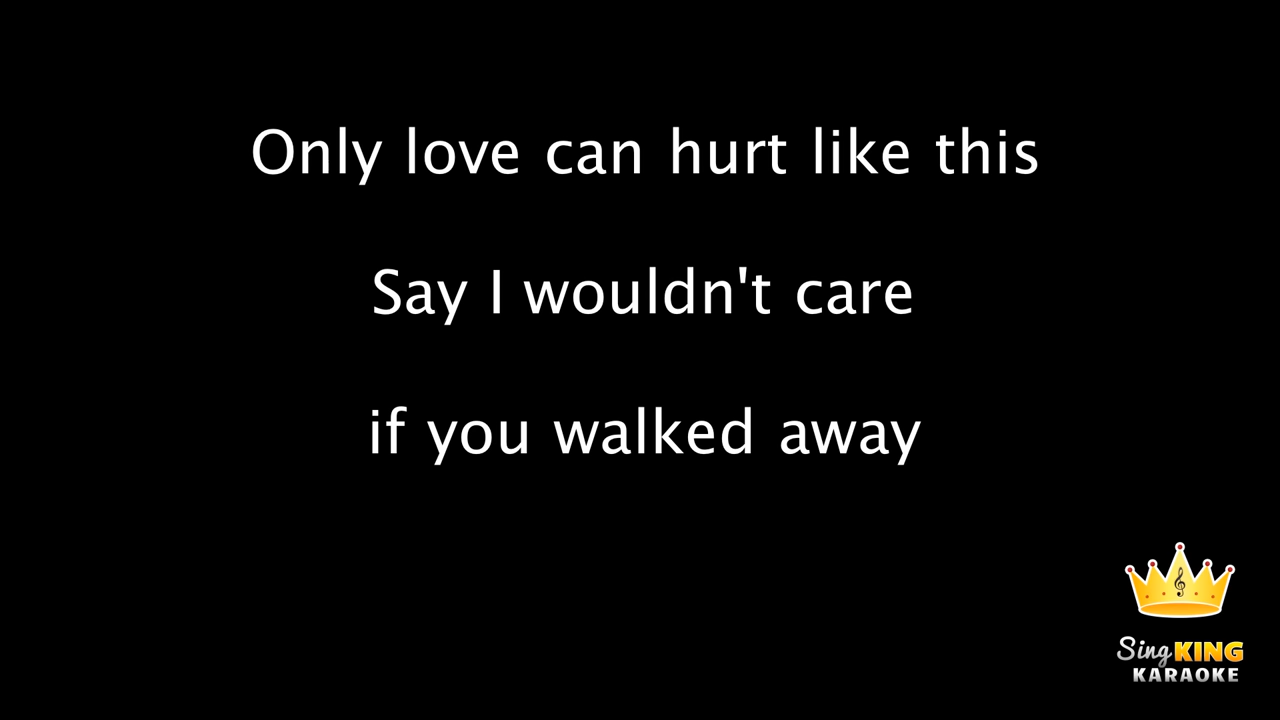 Only love can hurt like this
Say I wouldn't care
if you walked away
Sing KING
KARAOKE